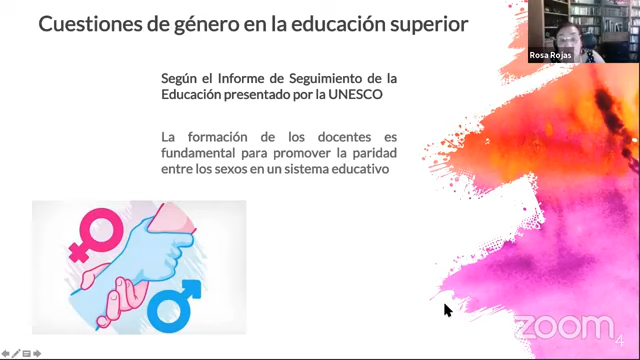 Cuestiones de género en la educación superior
Rosa Rojas
Según el Informe de Seguimiento de la
Educación presentado por la UNESCO
La formación de los docentes es
fundamental para promover la paridad
entre los sexos en un sistema educativo
zoom
4